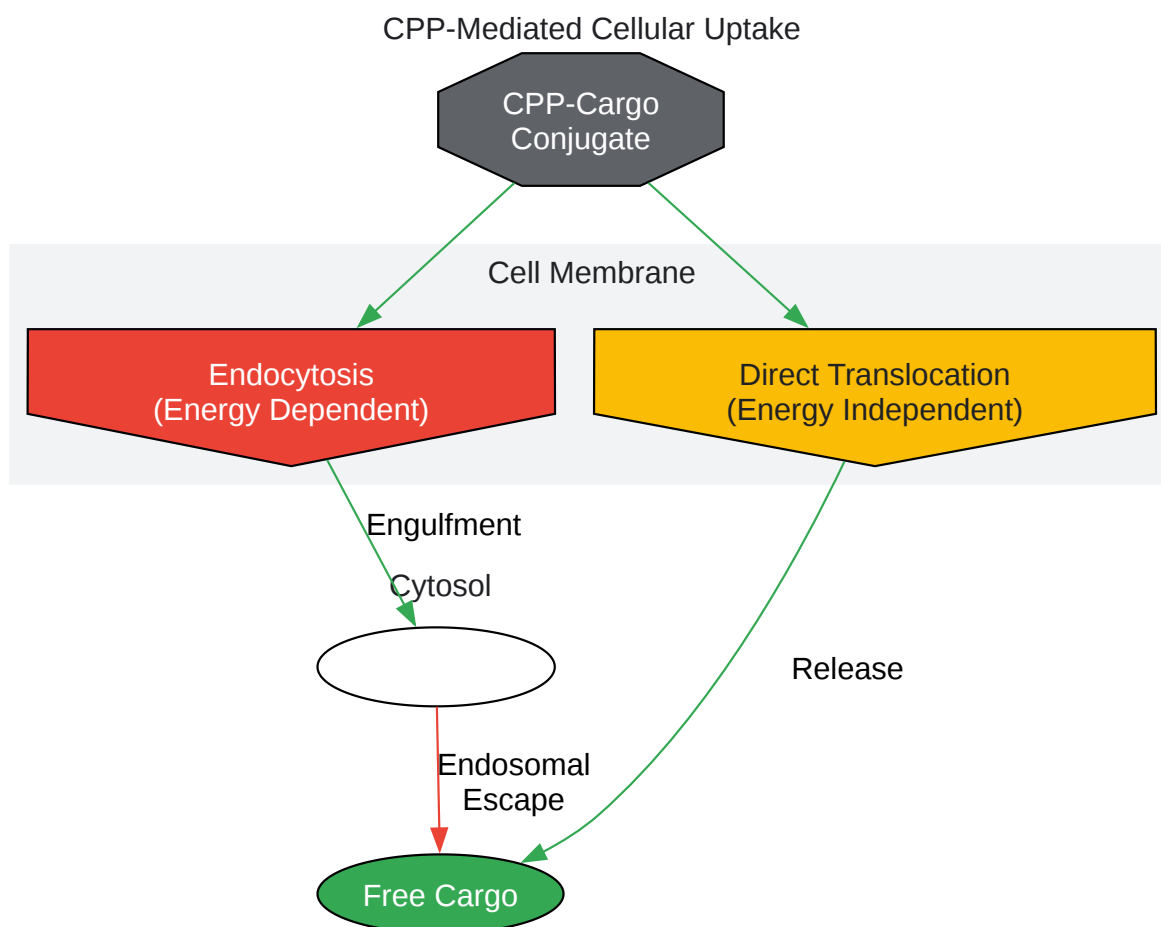 CPP-Mediated Cellular Uptake
CPP-Cargo
Conjugate
Cell Membrane
Endocytosis
(Energy Dependent)
Direct Translocation
(Energy Independent)
Engulfment
Cytosol
Release
Endosomal
Escape
Free Cargo